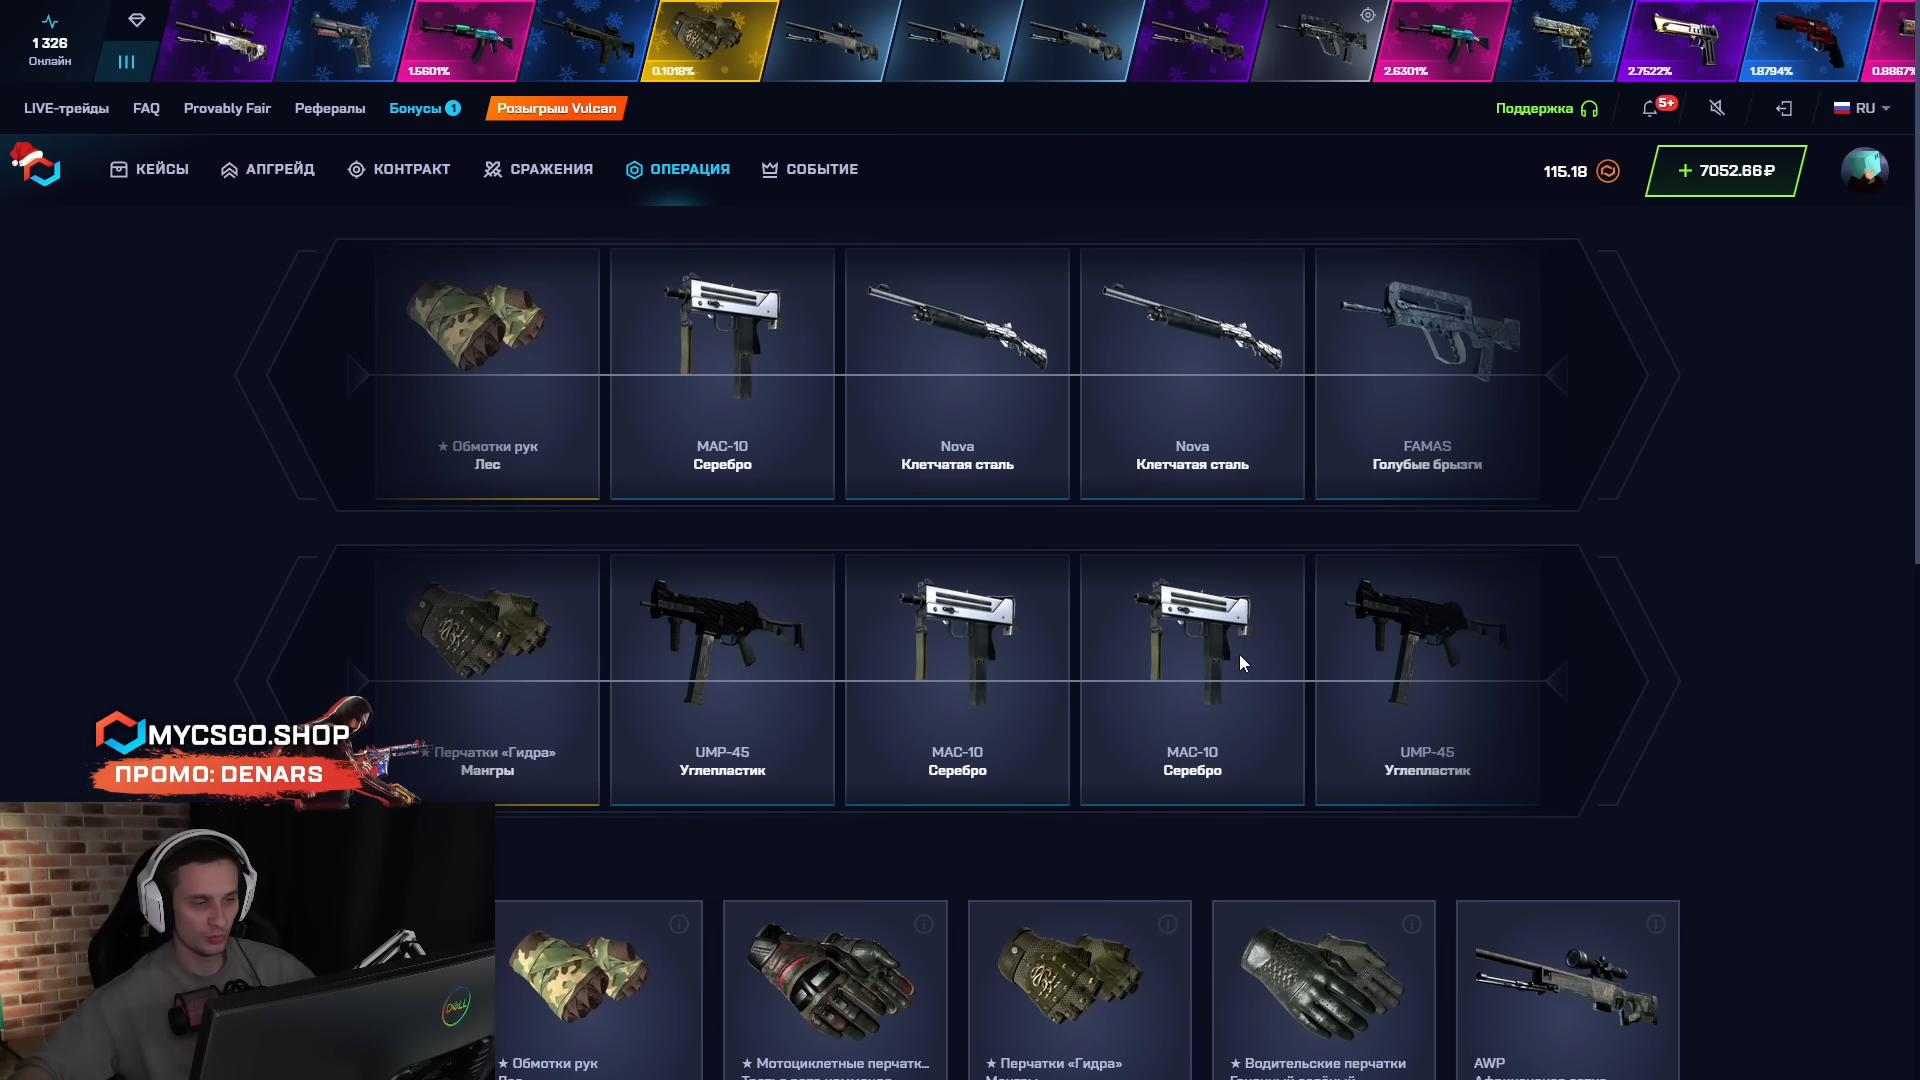 1 326
Онлайн
1.5601%
0.1018%
2.6301%
2.7522%
1.8794%
0.8867%
LIVE-трейды
FAQ
Provably Fair
Рефералы
Бонусы 1
Розыгрыш Vulcan
Поддержка
5+
RU
КЕЙСЫ
АПГРЕЙД
КОНТРАКТ
СРАЖЕНИЯ
ОПЕРАЦИЯ
СОБЫТИЕ
115.18
+ 7052.66 ₽
★ Обмотки рук
Лес
MAC-10
Серебро
Nova
Клетчатая сталь
Nova
Клетчатая сталь
FAMAS
Голубые брызги
★ Перчатки «Гидра»
Мангры
UMP-45
Углепластик
MAC-10
Серебро
MAC-10
Серебро
UMP-45
Углепластик
MYCSGO.SHOP
ПРОМО: DENARS
DELL
★ Обмотки рук
★ Мотоциклетные перчатк...
★ Перчатки «Гидра»
★ Водительские перчатки
AWP